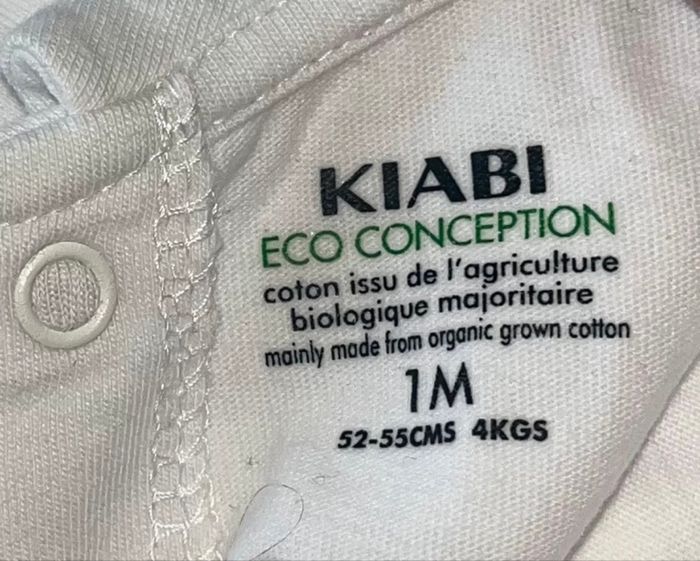 KIABI
ECO CONCEPTION
coton issu de l'agriculture
biologique majoritaire
mainly made from organic grown cotton
1M
52-55CMS 4KGS